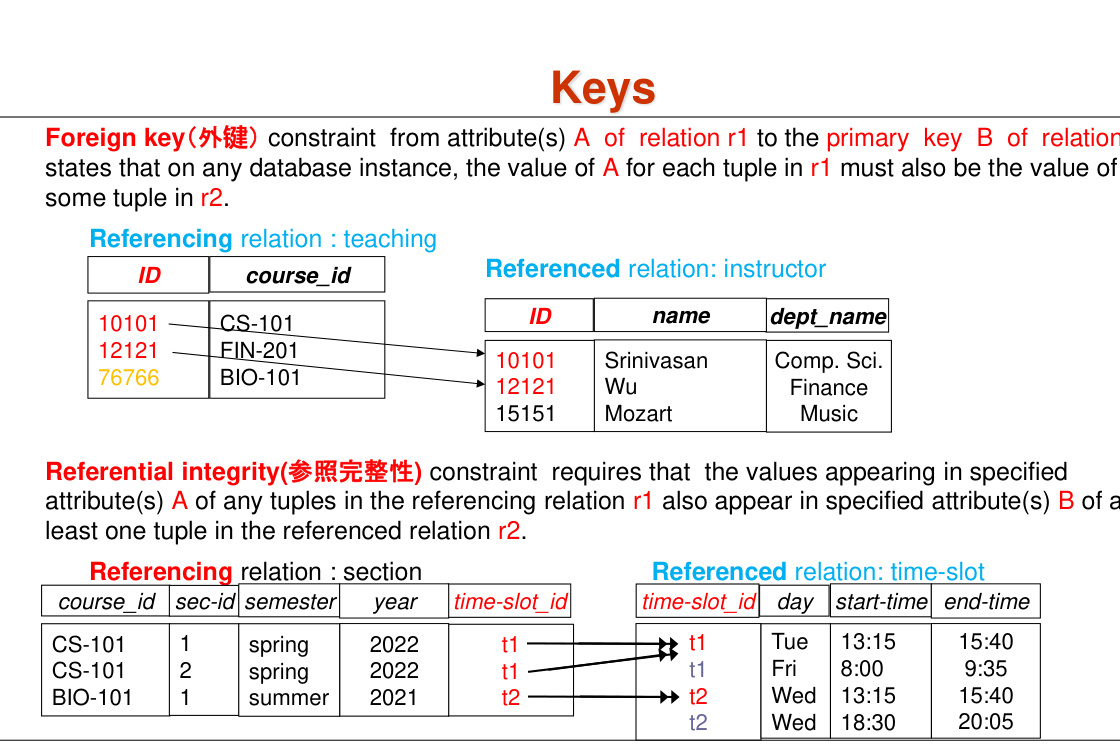 Keys
Foreign key（外键） constraint from attribute(s) A of relation r1 to the primary key B of relation
states that on any database instance, the value of A for each tuple in r1 must also be the value of
some tuple in r2.
Referencing relation : teaching
Referenced relation: instructor
ID course_id
10101 CS-101
12121 FIN-201
76766 BIO-101
ID name dept_name
10101 Srinivasan Comp. Sci.
12121 Wu Finance
15151 Mozart Music
Referential integrity(参照完整性) constraint requires that the values appearing in specified
attribute(s) A of any tuples in the referencing relation r1 also appear in specified attribute(s) B of a
least one tuple in the referenced relation r2.
Referencing relation : section
course_id sec-id semester year time-slot_id
CS-101 1 spring 2022 t1
CS-101 2 spring 2022 t1
BIO-101 1 summer 2021 t2
Referenced relation: time-slot
time-slot_id day start-time end-time
t1 Tue 13:15 15:40
t1 Fri 8:00 9:35
t2 Wed 13:15 15:40
t2 Wed 18:30 20:05